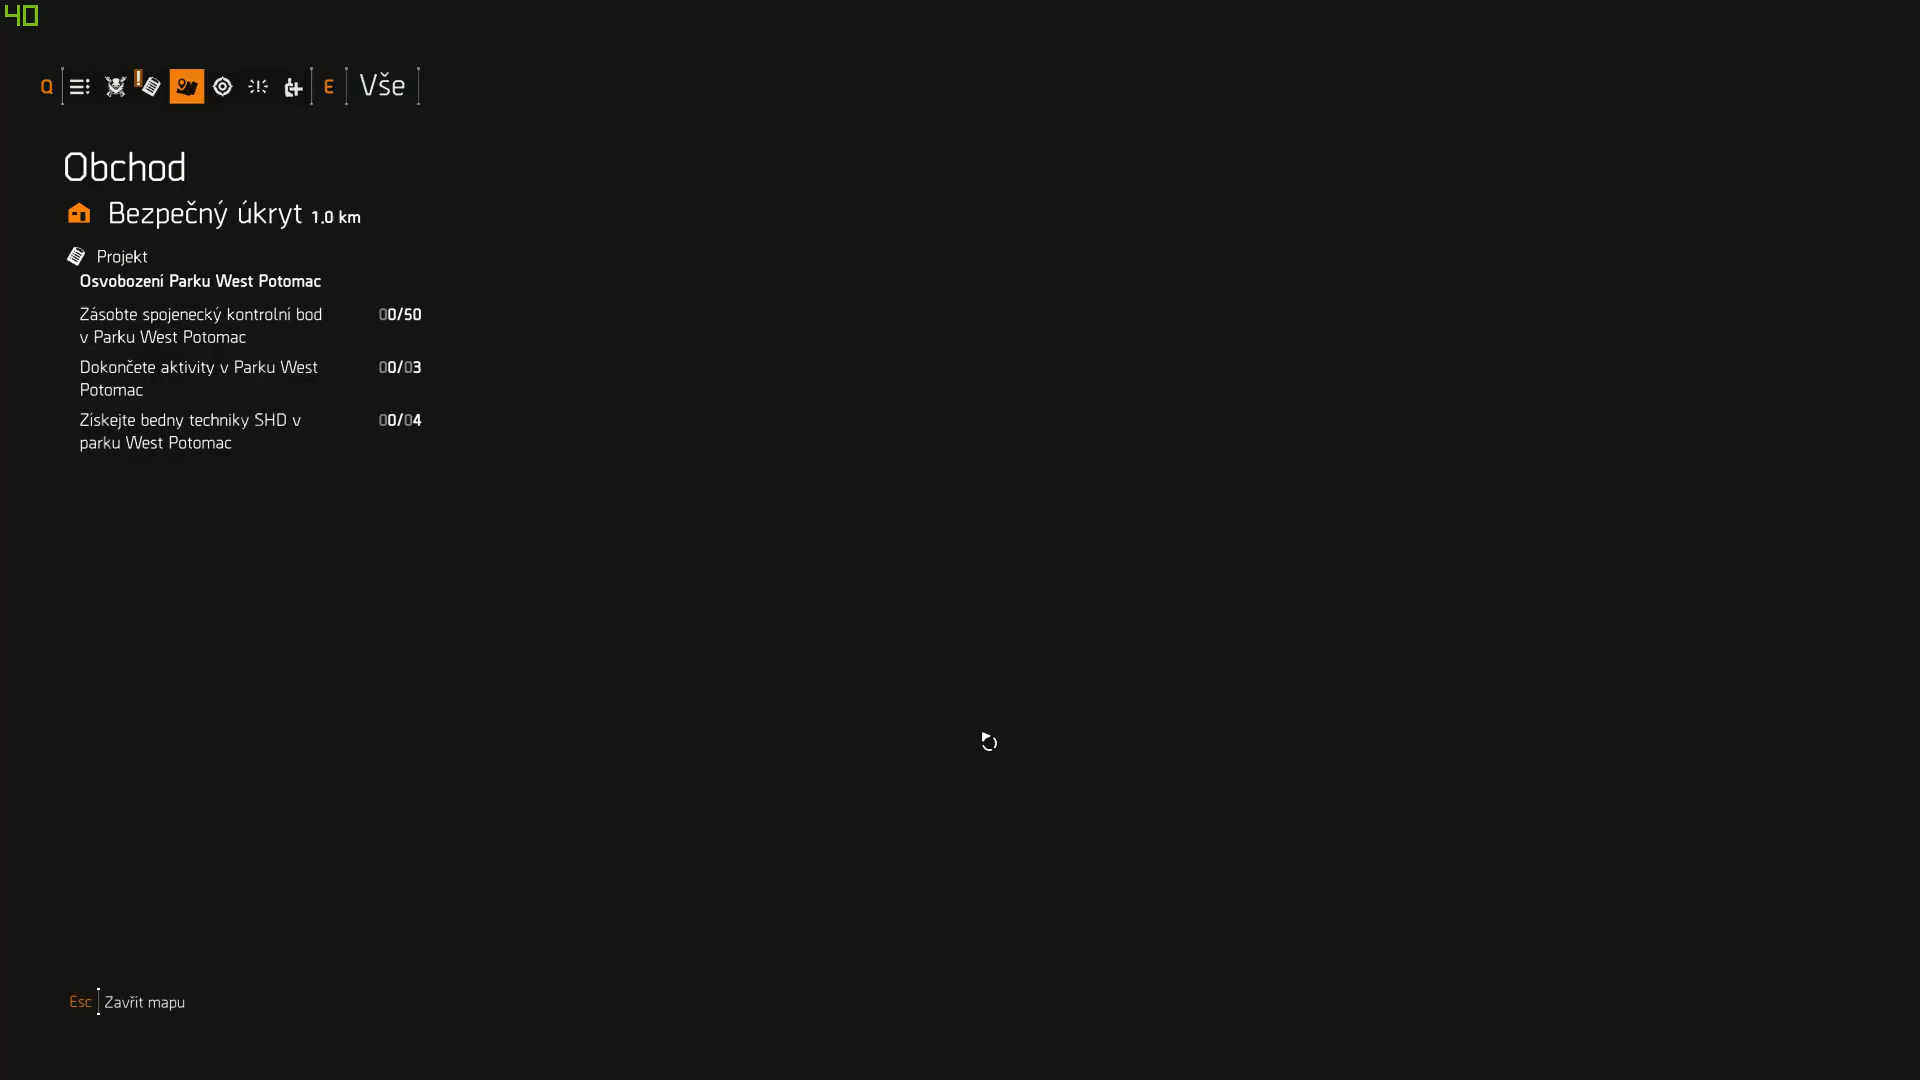 40
Q E Vše
Obchod
Bezpečný úkryt 1.0 km
Projekt
Osvobození Parku West Potomac
Zásobte spojenecký kontrolní bod 00/50
v Parku West Potomac
Dokončete aktivity v Parku West 00/03
Potomac
Získejte bedny techniky SHD v 00/04
parku West Potomac
Esc Zavřít mapu